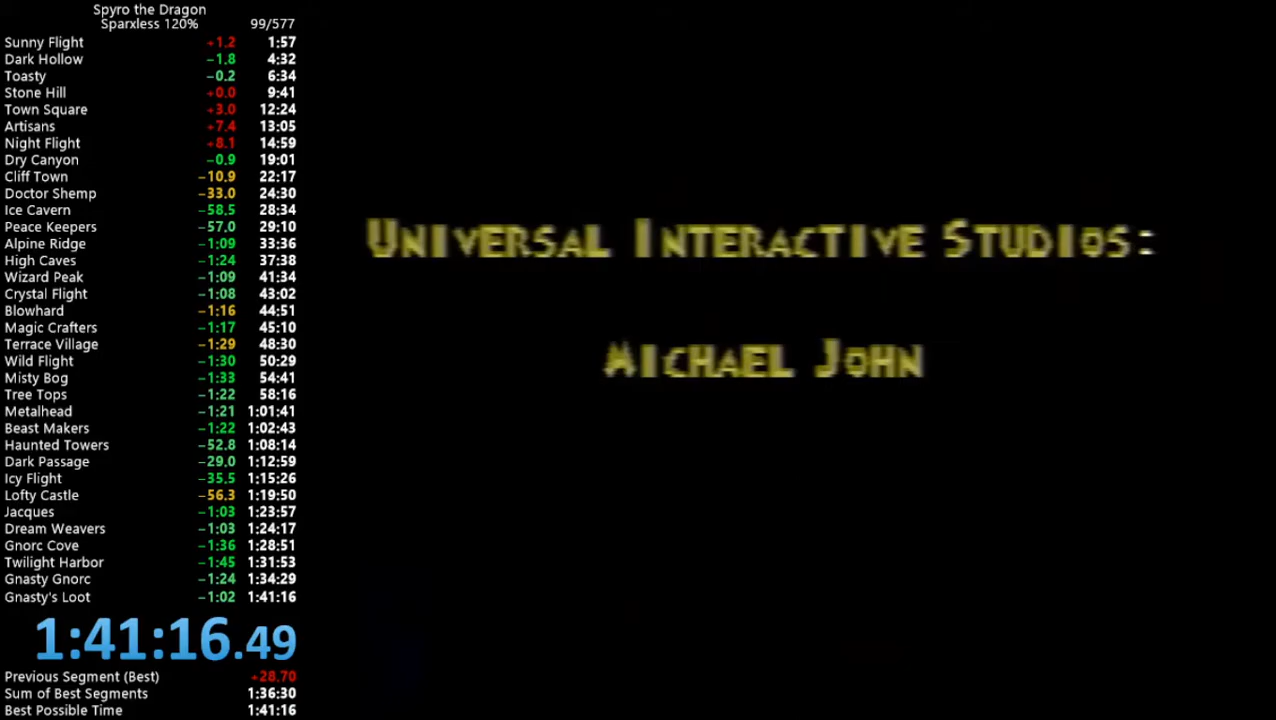 Spyro the Dragon
Sparxless 120% 99/577
Sunny Flight +1.2 1:57
Dark Hollow −1.8 4:32
Toasty −0.2 6:34
Stone Hill +0.0 9:41
Town Square +3.0 12:24
Artisans +7.4 13:05
Night Flight +8.1 14:59
Dry Canyon −0.9 19:01
Cliff Town −10.9 22:17
Doctor Shemp −33.0 24:30
Ice Cavern −58.5 28:34
Peace Keepers −57.0 29:10
Alpine Ridge −1:09 33:36
High Caves −1:24 37:38
Wizard Peak −1:09 41:34
Crystal Flight −1:08 43:02
Blowhard −1:16 44:51
Magic Crafters −1:17 45:10
Terrace Village −1:29 48:30
Wild Flight −1:30 50:29
Misty Bog −1:33 54:41
Tree Tops −1:22 58:16
Metalhead −1:21 1:01:41
Beast Makers −1:22 1:02:43
Haunted Towers −52.8 1:08:14
Dark Passage −29.0 1:12:59
Icy Flight −35.5 1:15:26
Lofty Castle −56.3 1:19:50
Jacques −1:03 1:23:57
Dream Weavers −1:03 1:24:17
Gnorc Cove −1:36 1:28:51
Twilight Harbor −1:45 1:31:53
Gnasty Gnorc −1:24 1:34:29
Gnasty's Loot −1:02 1:41:16
1:41:16.49
Previous Segment (Best) +28.70
Sum of Best Segments 1:36:30
Best Possible Time 1:41:16
Universal Interactive Studios:
Michael John